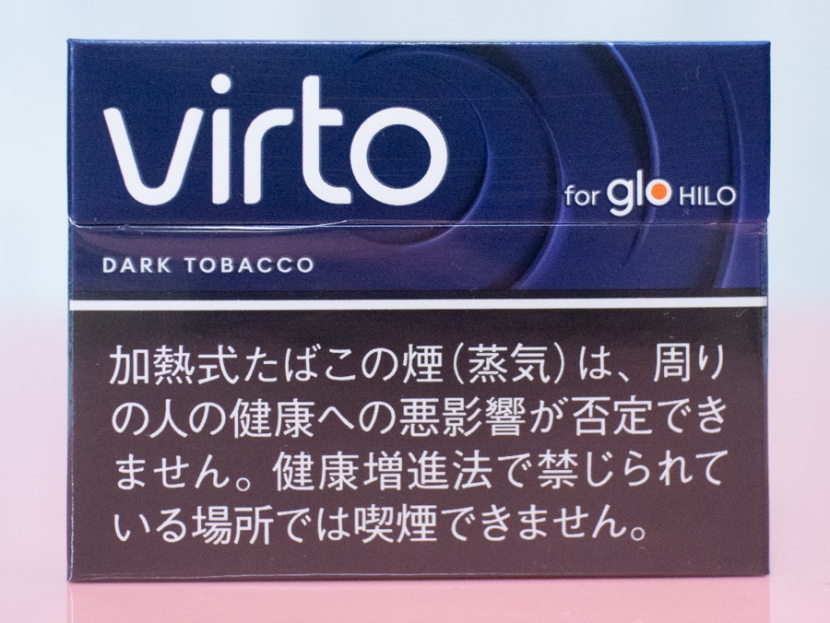 virto
for glo HILO
DARK TOBACCO
加熱式たばこの煙(蒸気)は、周り
の人の健康への悪影響が否定でき
ません。健康増進法で禁じられて
いる場所では喫煙できません。